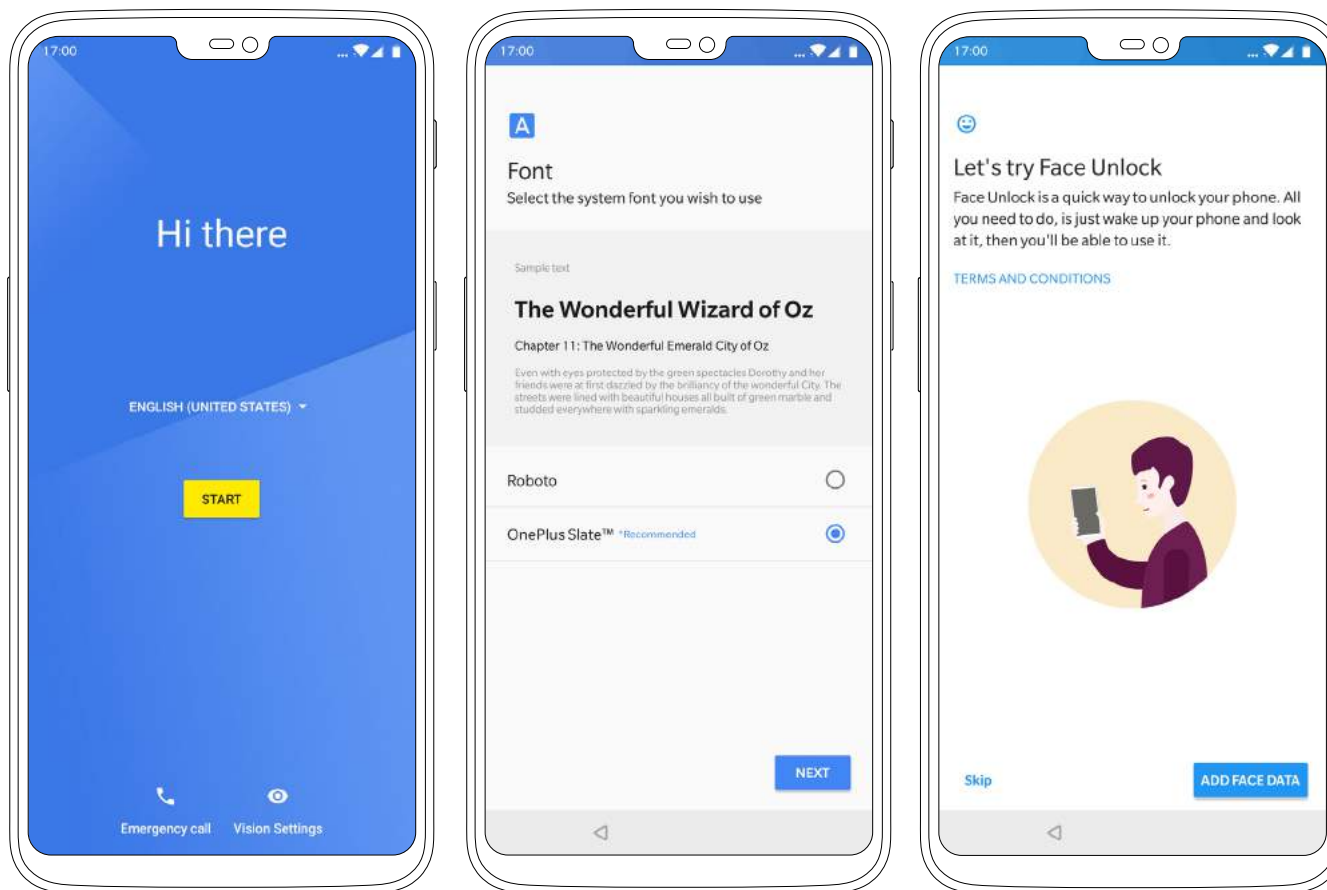 17:00
...
Hi there
ENGLISH (UNITED STATES)
START
Emergency call Vision Settings
17:00
...
A
Font
Select the system font you wish to use
Sample text
The Wonderful Wizard of Oz
Chapter 11: The Wonderful Emerald City of Oz
Even with eyes protected by the green spectacles Dorothy and her
friends were at first dazzled by the brilliancy of the wonderful City. The
streets were lined with beautiful houses all built of green marble and
studded everywhere with sparkling emeralds.
Roboto
OnePlus Slate™ *Recommended
NEXT
17:00
...
Let's try Face Unlock
Face Unlock is a quick way to unlock your phone. All
you need to do, is just wake up your phone and look
at it, then you'll be able to use it.
TERMS AND CONDITIONS
Skip ADD FACE DATA